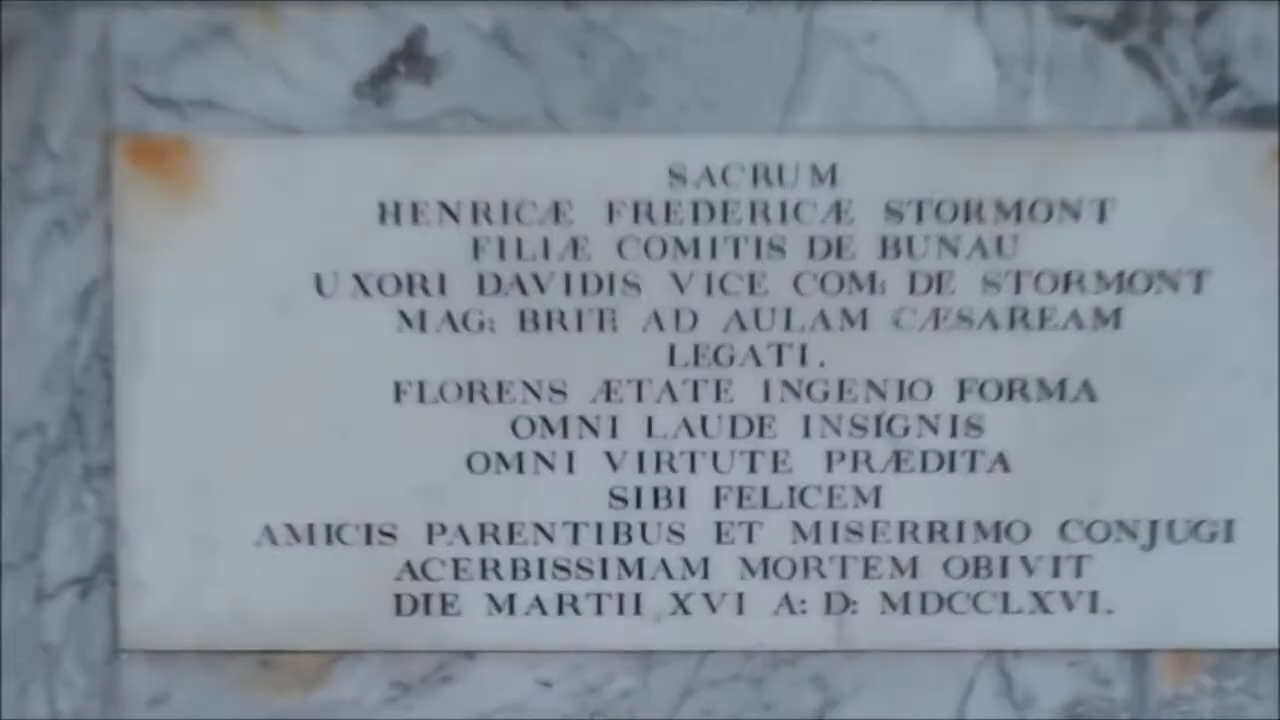 SACRUM
HENRICÆ FREDERICÆ STORMONT
FILIÆ COMITIS DE BUNAU
UXORI DAVIDIS VICE COM: DE STORMONT
MAG: BRIT: AD AULAM CÆSAREAM
LEGATI.
FLORENS ÆTATE INGENIO FORMA
OMNI LAUDE INSIGNIS
OMNI VIRTUTE PRÆDITA
SIBI FELICEM
AMICIS PARENTIBUS ET MISERRIMO CONJUGI
ACERBISSIMAM MORTEM OBIVIT
DIE MARTII XVI A: D: MDCCLXVI.